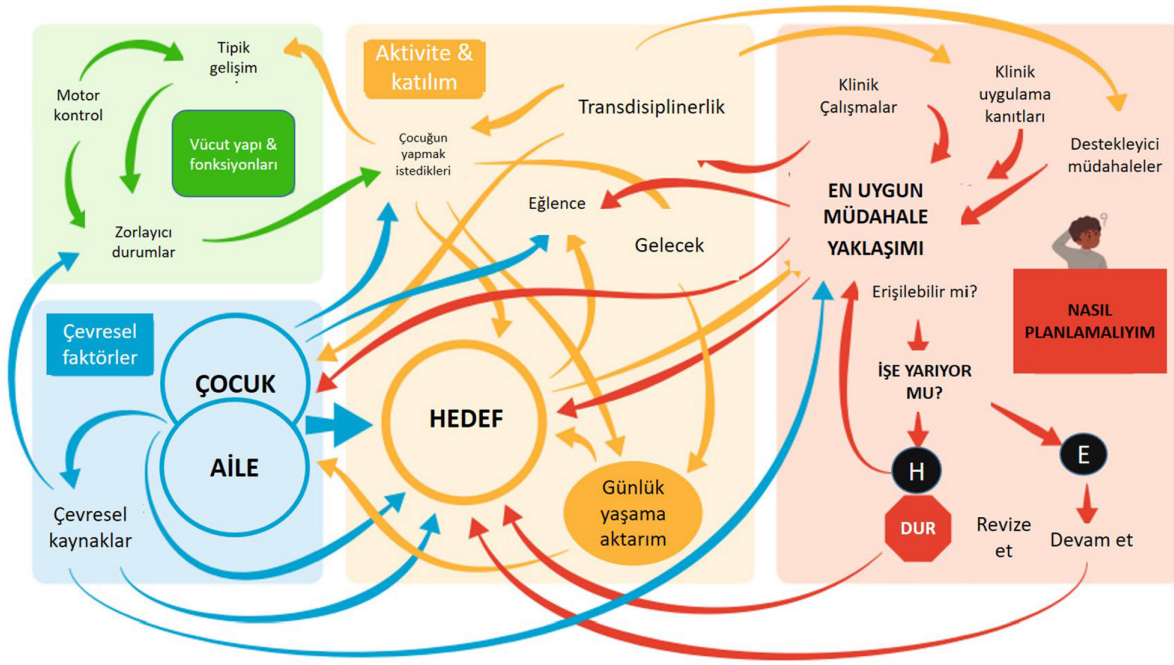 Tipik
gelişim
Motor
kontrol
Vücut yapı &
fonksiyonları
Zorlayıcı
durumlar
Çevresel
faktörler
ÇOCUK
AİLE
Çevresel
kaynaklar
Aktivite &
katılım
Transdisiplinerlik
Çocuğun
yapmak
istedikleri
Eğlence
Gelecek
HEDEF
Günlük
yaşama
aktarım
Klinik
Çalışmalar
Klinik
uygulama
kanıtları
Destekleyici
müdahaleler
EN UYGUN
MÜDAHALE
YAKLAŞIMI
Erişilebilir mi?
NASIL
PLANLAMALIYIM
İŞE YARIYOR
MU?
H
E
DUR
Revize
et
Devam et